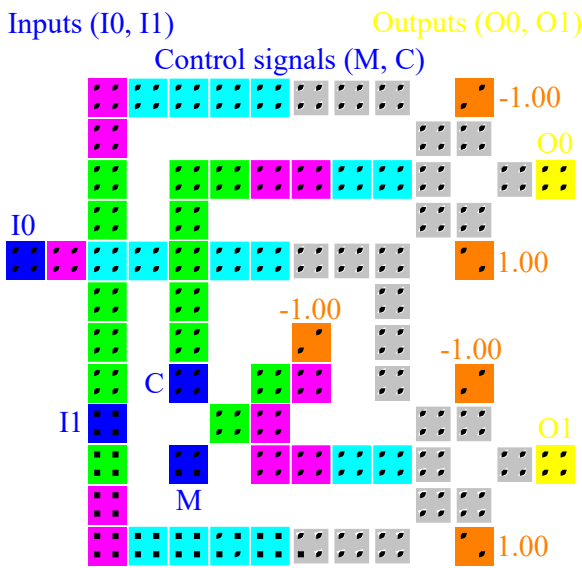 Inputs (I0, I1)
Outputs (O0, O1)
Control signals (M, C)
-1.00
O0
I0
1.00
-1.00
-1.00
C
I1
O1
M
1.00